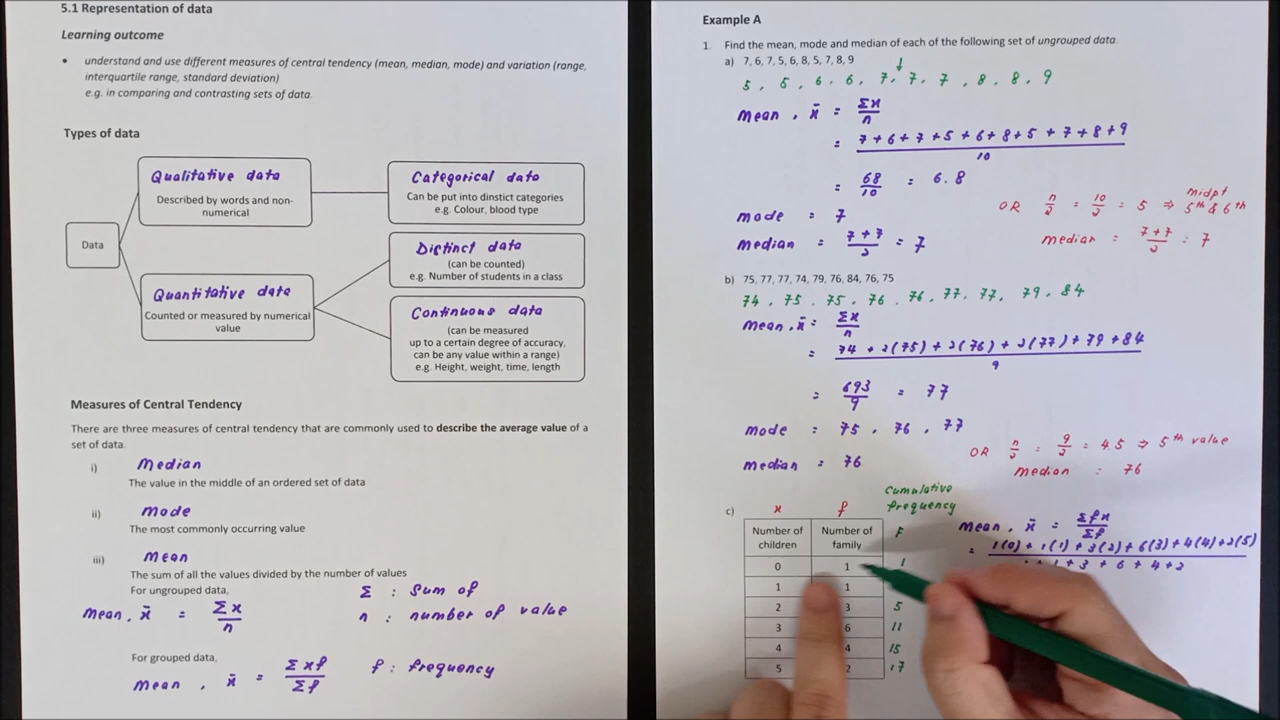 5.1 Representation of data
Learning outcome
• understand and use different measures of central tendency (mean, median, mode) and variation (range,
interquartile range, standard deviation)
e.g. in comparing and contrasting sets of data.
Types of data
Data
Qualitative data
Described by words and non-
numerical
Categorical data
Can be put into dinstict categories
e.g. Colour, blood type
Quantitative data
Counted or measured by numerical
value
Distinct data
(can be counted)
e.g. Number of students in a class
Continuous data
(can be measured
up to a certain degree of accuracy,
can be any value within a range)
e.g. Height, weight, time, length
Measures of Central Tendency
There are three measures of central tendency that are commonly used to describe the average value of a
set of data.
i) Median
The value in the middle of an ordered set of data
ii) mode
The most commonly occurring value
iii) mean
The sum of all the values divided by the number of values
For ungrouped data,
mean, x̄ = Σx/n
Σ : sum of
n : number of value
For grouped data,
mean, x̄ = Σxf/Σf
f : frequency
Example A
1. Find the mean, mode and median of each of the following set of ungrouped data.
a) 7, 6, 7, 5, 6, 8, 5, 7, 8, 9
5, 5, 6, 6, 7, 7, 7, 8, 8, 9
mean, x̄ = Σx/n
= 7+6+7+5+6+8+5+7+8+9 / 10
= 68/10 = 6.8
mode = 7
median = 7+7/2 = 7
OR n/2 = 10/2 = 5 ⇒ midpt 5th & 6th
median = 7+7/2 = 7
b) 75, 77, 77, 74, 79, 76, 84, 76, 75
74, 75, 75, 76, 76, 77, 77, 79, 84
mean, x̄ = Σx/n
= 74 + 2(75) + 2(76) + 2(77) + 79 + 84 / 9
= 693/9 = 77
mode = 75, 76, 77
median = 76
OR n/2 = 9/2 = 4.5 ⇒ 5th value
median = 76
c) x f Cumulative frequency
Number of children Number of family F
0 1 1
1 1
2 3 5
3 6 11
4 4 15
5 2 17
mean, x̄ = Σfx/Σf
= 1(0)+1(1)+3(2)+6(3)+4(4)+2(5)
+ 3 + 6 + 4 + 2